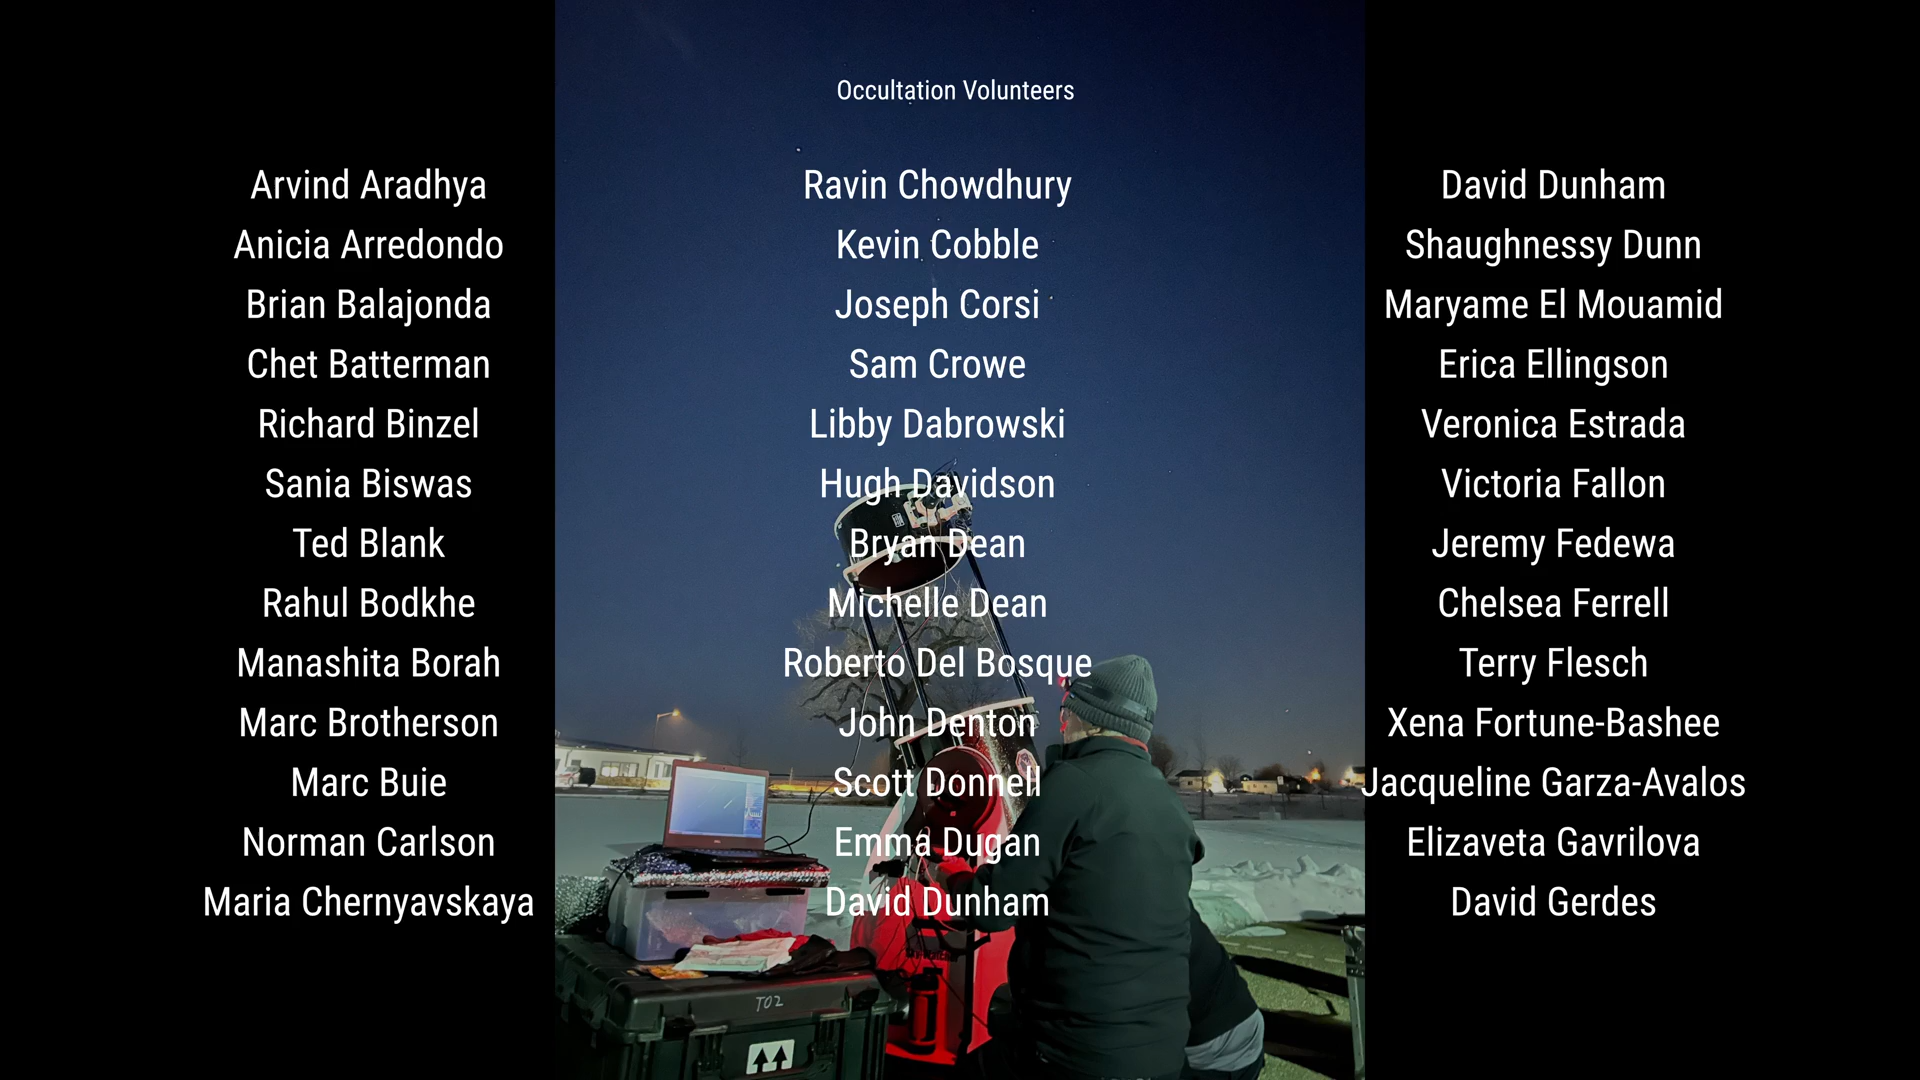 Occultation Volunteers
Arvind Aradhya
Anicia Arredondo
Brian Balajonda
Chet Batterman
Richard Binzel
Sania Biswas
Ted Blank
Rahul Bodkhe
Manashita Borah
Marc Brotherson
Marc Buie
Norman Carlson
Maria Chernyavskaya
Ravin Chowdhury
Kevin Cobble
Joseph Corsi
Sam Crowe
Libby Dabrowski
Hugh Davidson
Bryan Dean
Michelle Dean
Roberto Del Bosque
John Denton
Scott Donnell
Emma Dugan
David Dunham
David Dunham
Shaughnessy Dunn
Maryame El Mouamid
Erica Ellingson
Veronica Estrada
Victoria Fallon
Jeremy Fedewa
Chelsea Ferrell
Terry Flesch
Xena Fortune-Bashee
Jacqueline Garza-Avalos
Elizaveta Gavrilova
David Gerdes
T02